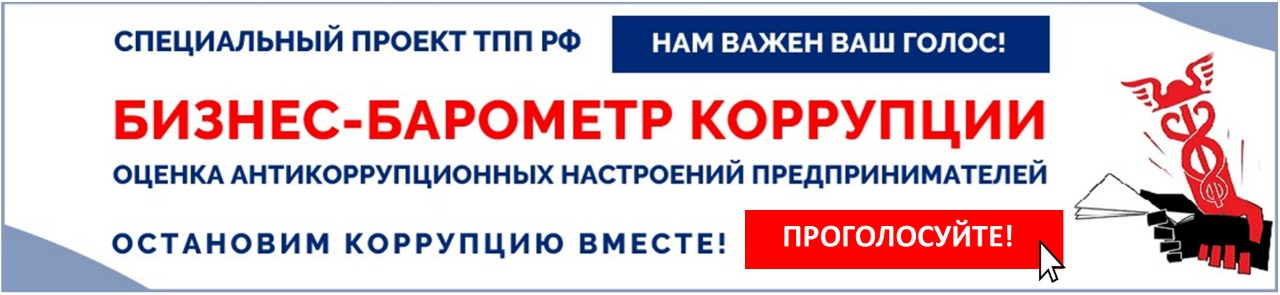 СПЕЦИАЛЬНЫЙ ПРОЕКТ ТПП РФ
НАМ ВАЖЕН ВАШ ГОЛОС!
БИЗНЕС-БАРОМЕТР КОРРУПЦИИ
ОЦЕНКА АНТИКОРРУПЦИОННЫХ НАСТРОЕНИЙ ПРЕДПРИНИМАТЕЛЕЙ
ОСТАНОВИМ КОРРУПЦИЮ ВМЕСТЕ!
ПРОГОЛОСУЙТЕ!